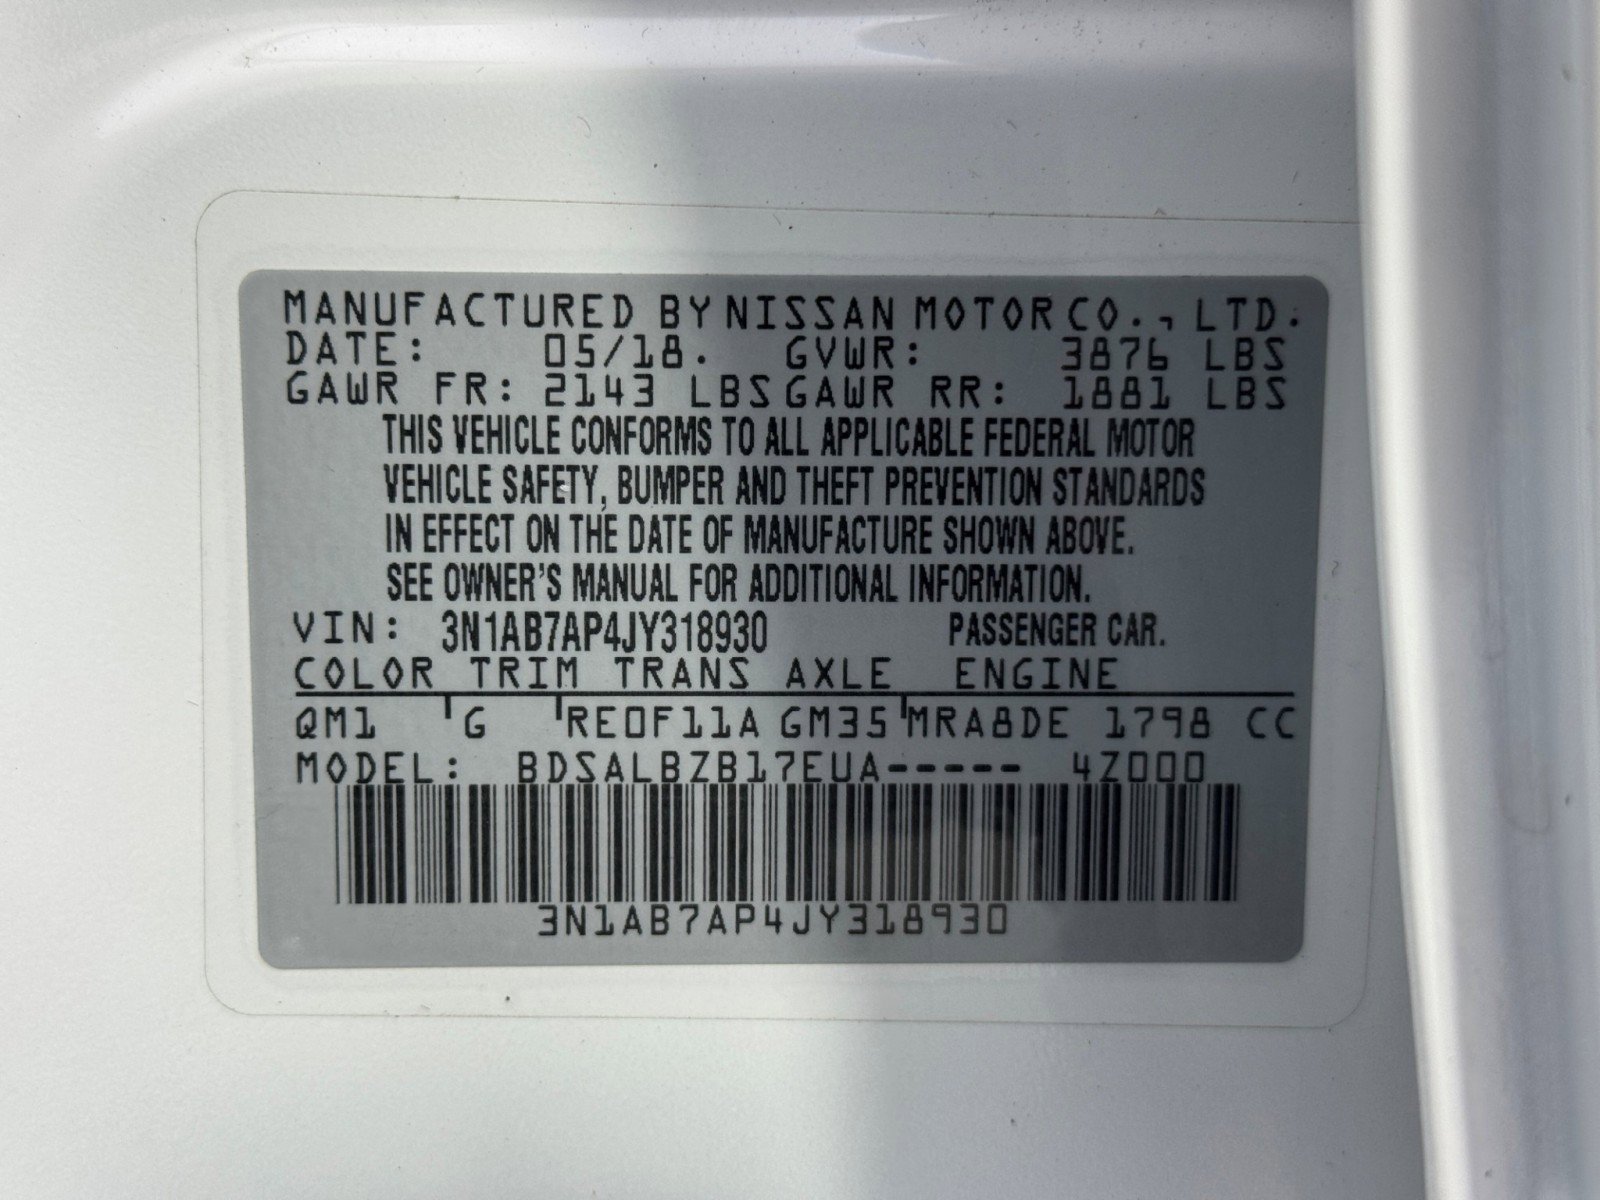 MANUFACTURED BY NISSAN MOTOR CO., LTD.
DATE: 05/18. GVWR: 3876 LBS
GAWR FR: 2143 LBS GAWR RR: 1881 LBS
THIS VEHICLE CONFORMS TO ALL APPLICABLE FEDERAL MOTOR
VEHICLE SAFETY, BUMPER AND THEFT PREVENTION STANDARDS
IN EFFECT ON THE DATE OF MANUFACTURE SHOWN ABOVE.
SEE OWNER'S MANUAL FOR ADDITIONAL INFORMATION.
VIN: 3N1AB7AP4JY318930 PASSENGER CAR.
COLOR TRIM TRANS AXLE ENGINE
QM1 G RE0F11A GM35 MRA8DE 1798 CC
MODEL: BDSALBZB17EUA----- 4Z000
3N1AB7AP4JY318930